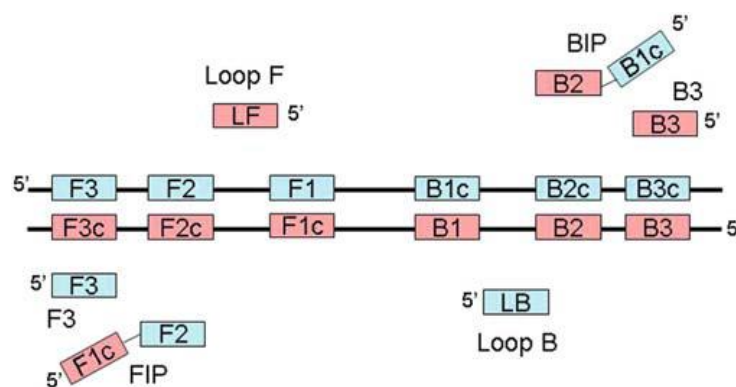 BIP
5'
B1c
B2
Loop F
LF 5'
B3
B3 5'
5' F3 F2 F1 B1c B2c B3c
F3c F2c F1c B1 B2 B3 5'
5' F3
F3
F1c F2
5' FIP
5' LB
Loop B